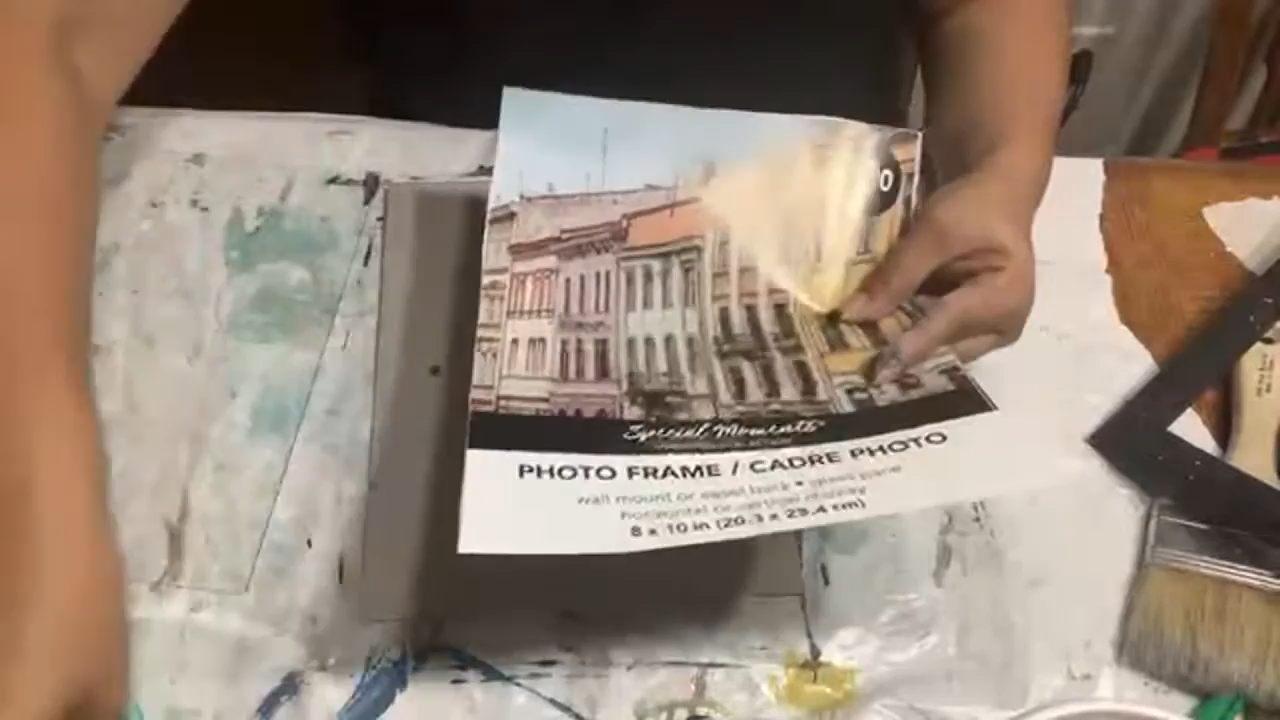 0
Special Moments
PHOTO FRAME / CADRE PHOTO
wall mount or easel back • glass pane
horizontal or vertical display
8 x 10 in (20.3 x 25.4 cm)